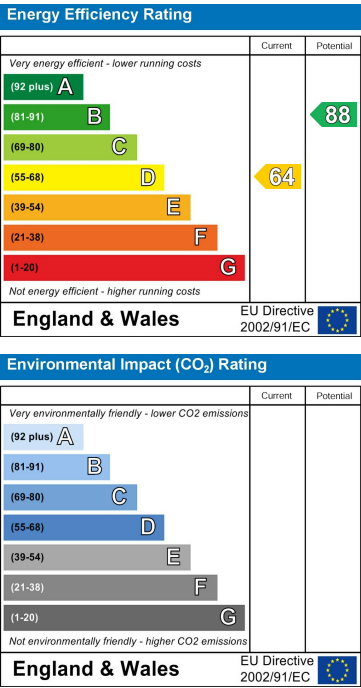 Energy Efficiency Rating
Current Potential
Very energy efficient - lower running costs
(92 plus) A
(81-91) B
88
(69-80) C
(55-68) D
64
(39-54) E
(21-38) F
(1-20) G
Not energy efficient - higher running costs
England & Wales
EU Directive
2002/91/EC
Environmental Impact (CO₂) Rating
Current Potential
Very environmentally friendly - lower CO2 emissions
(92 plus) A
(81-91) B
(69-80) C
(55-68) D
(39-54) E
(21-38) F
(1-20) G
Not environmentally friendly - higher CO2 emissions
England & Wales
EU Directive
2002/91/EC